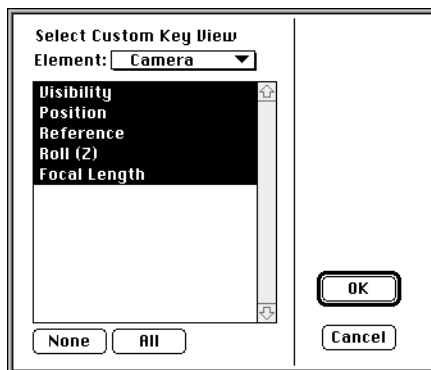 Select Custom Key View
Element: Camera
Visibility
Position
Reference
Roll (Z)
Focal Length
OK
None All
Cancel